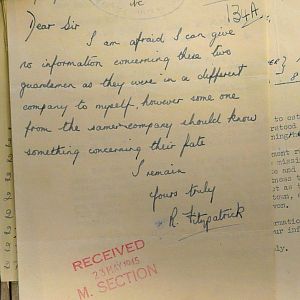 134A.
Dear Sir
I am afraid I can give
no information concerning these two
guardsmen as they were in a different
company to myself, however some one
from the same company should know
something concerning their fate
I remain
Yours truly
R. Fitzpatrick
RECEIVED
23 MAY 1945
M. SECTION